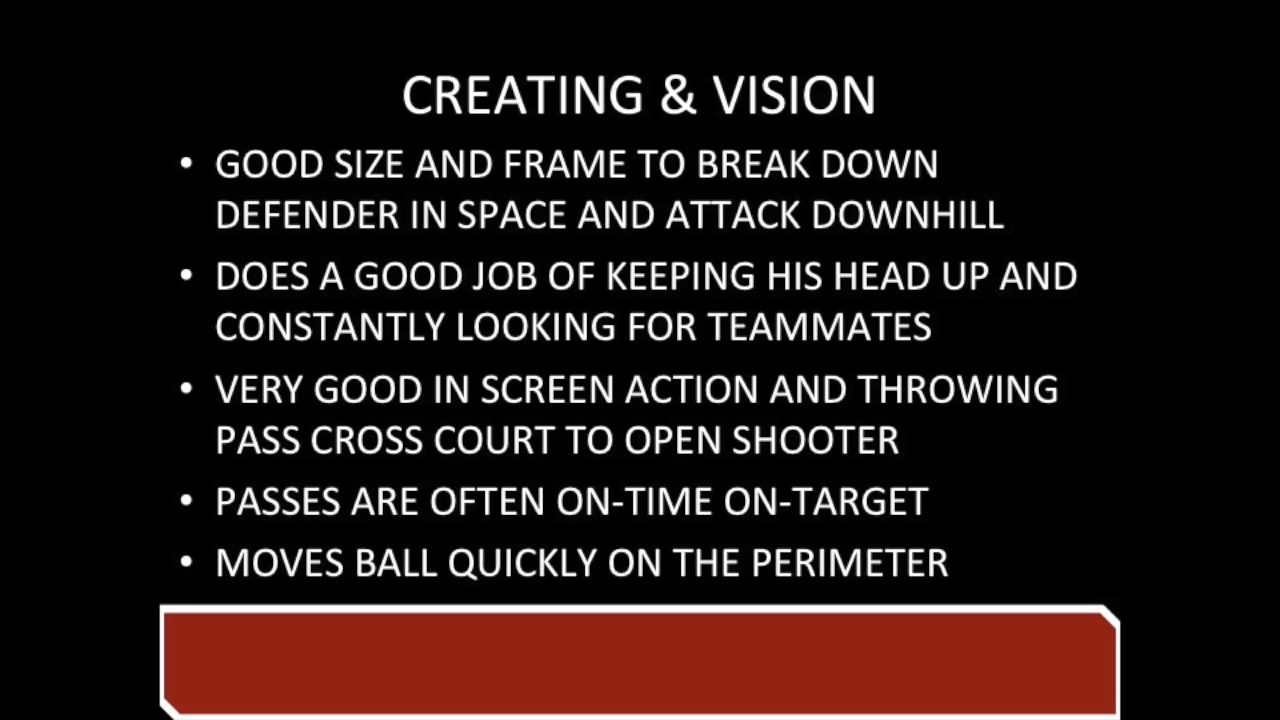 CREATING & VISION
• GOOD SIZE AND FRAME TO BREAK DOWN
DEFENDER IN SPACE AND ATTACK DOWNHILL
• DOES A GOOD JOB OF KEEPING HIS HEAD UP AND
CONSTANTLY LOOKING FOR TEAMMATES
• VERY GOOD IN SCREEN ACTION AND THROWING
PASS CROSS COURT TO OPEN SHOOTER
• PASSES ARE OFTEN ON-TIME ON-TARGET
• MOVES BALL QUICKLY ON THE PERIMETER